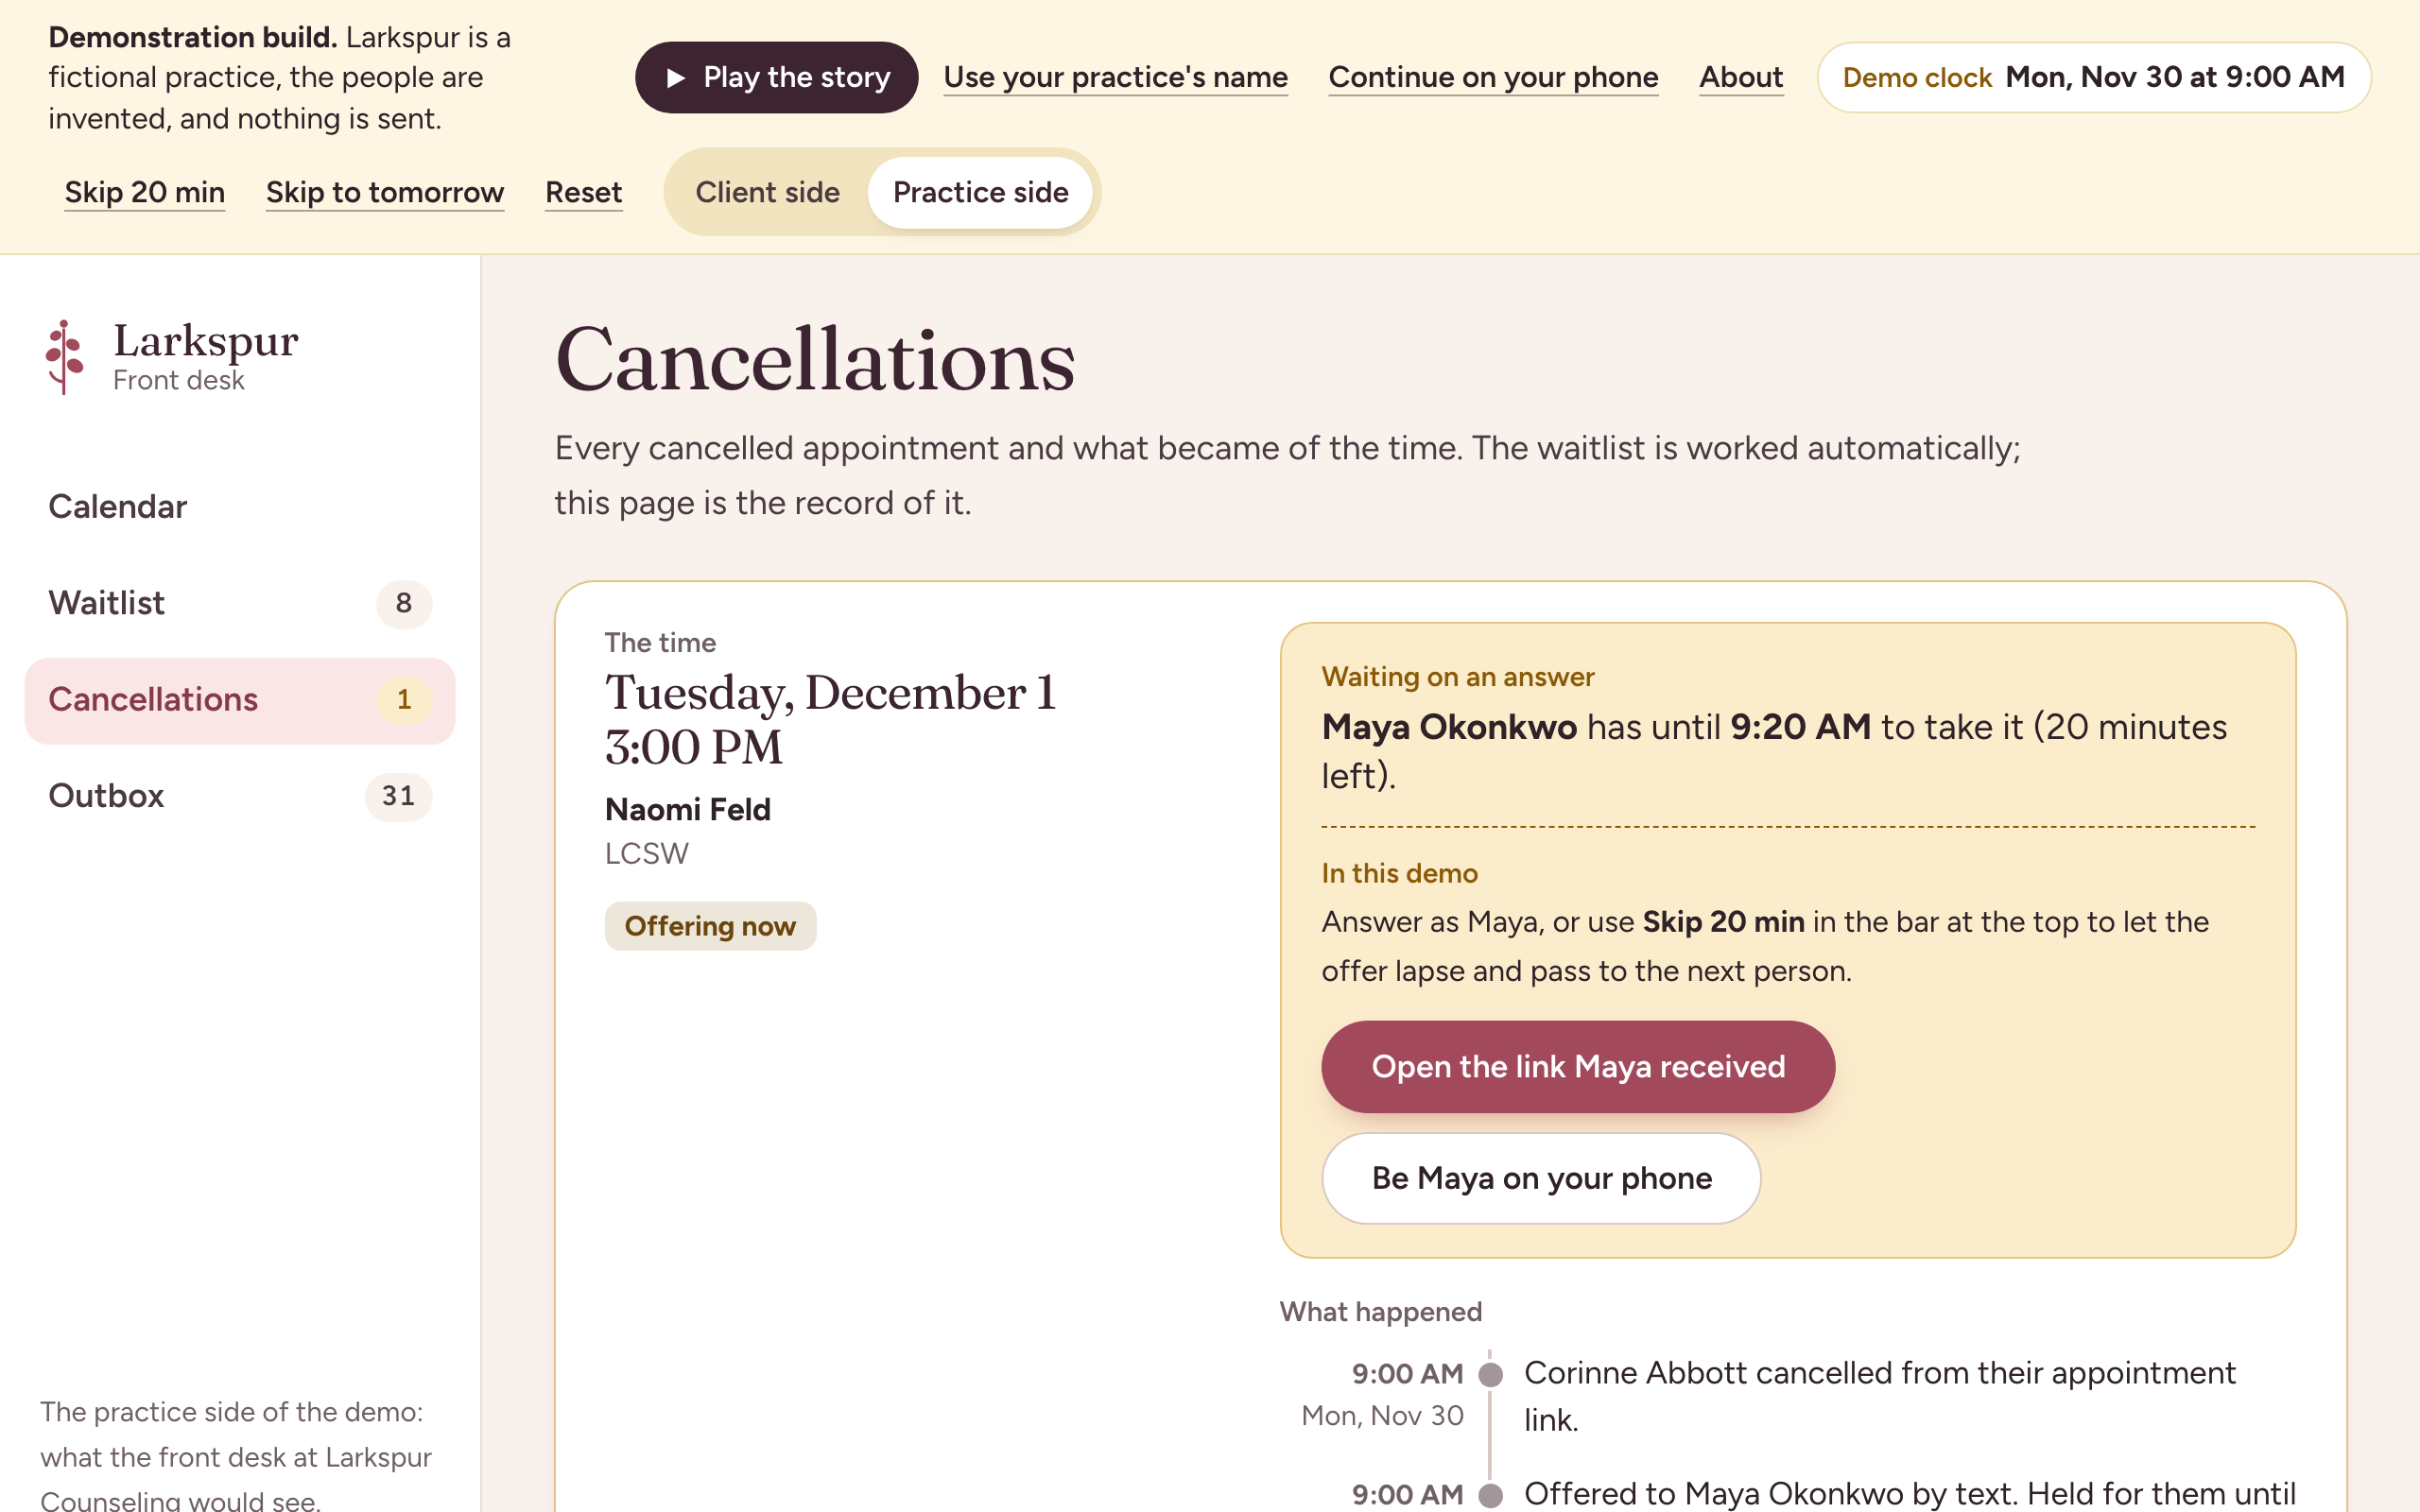 Demonstration build. Larkspur is a
fictional practice, the people are
invented, and nothing is sent.
Play the story
Use your practice's name
Continue on your phone
About
Demo clock Mon, Nov 30 at 9:00 AM
Skip 20 min
Skip to tomorrow
Reset
Client side
Practice side
Larkspur
Front desk
Calendar
Waitlist 8
Cancellations 1
Outbox 31
The practice side of the demo:
what the front desk at Larkspur
Counseling would see.
Cancellations
Every cancelled appointment and what became of the time. The waitlist is worked automatically;
this page is the record of it.
The time
Tuesday, December 1
3:00 PM
Naomi Feld
LCSW
Offering now
Waiting on an answer
Maya Okonkwo has until 9:20 AM to take it (20 minutes
left).
In this demo
Answer as Maya, or use Skip 20 min in the bar at the top to let the
offer lapse and pass to the next person.
Open the link Maya received
Be Maya on your phone
What happened
9:00 AM
Mon, Nov 30
Corinne Abbott cancelled from their appointment
link.
9:00 AM
Offered to Maya Okonkwo by text. Held for them until